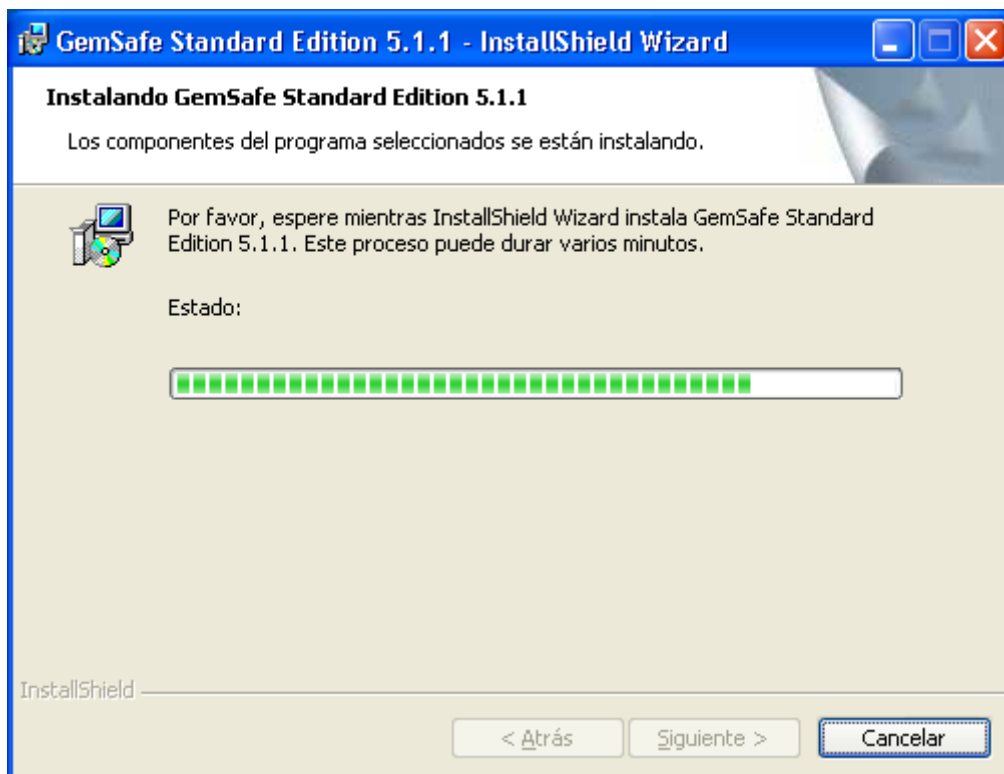 GemSafe Standard Edition 5.1.1 - InstallShield Wizard
Instalando GemSafe Standard Edition 5.1.1
Los componentes del programa seleccionados se están instalando.
Por favor, espere mientras InstallShield Wizard instala GemSafe Standard
Edition 5.1.1. Este proceso puede durar varios minutos.
Estado:
InstallShield
< Atrás
Siguiente >
Cancelar